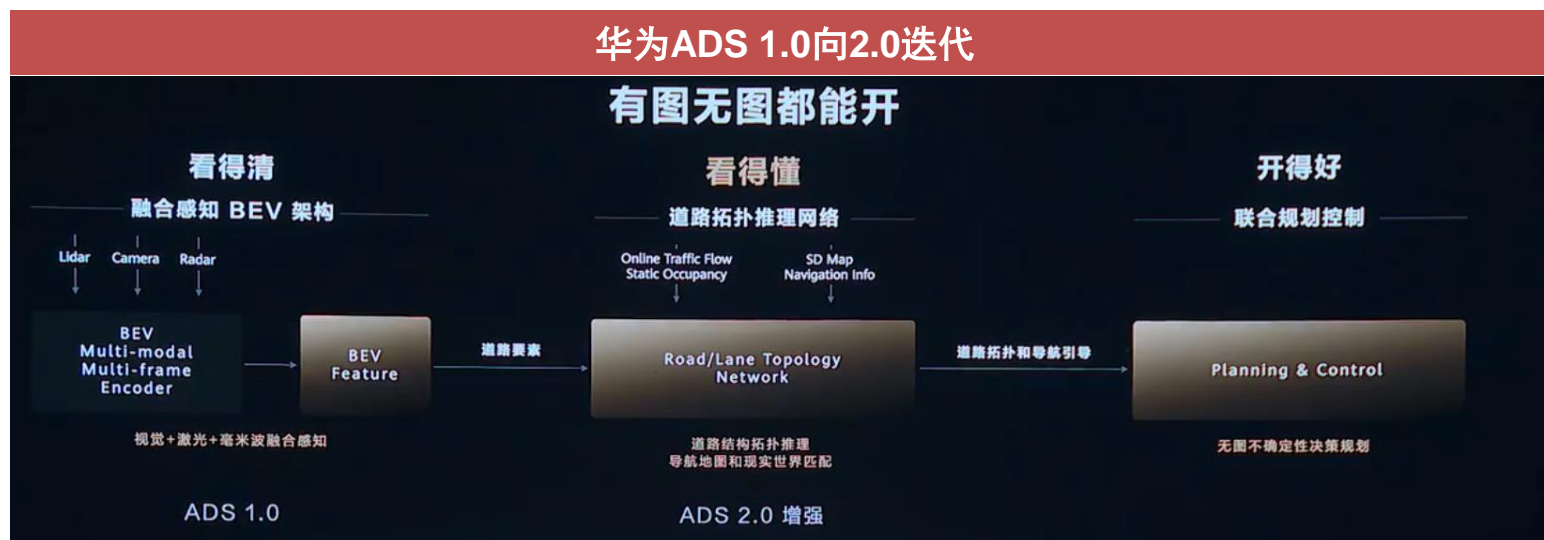 华为ADS 1.0向2.0迭代
有图无图都能开
看得清
融合感知 BEV 架构
Lidar
Camera
Radar
BEV
Multi-modal
Multi-frame
Encoder
BEV
Feature
视觉+激光+毫米波融合感知
ADS 1.0
道路要素
看得懂
道路拓扑推理网络
Online Traffic Flow
Static Occupancy
SD Map
Navigation Info
Road/Lane Topology
Network
道路结构拓扑推理
导航地图和现实世界匹配
ADS 2.0 增强
道路拓扑和导航引导
开得好
联合规划控制
Planning & Control
无图不确定性决策规划